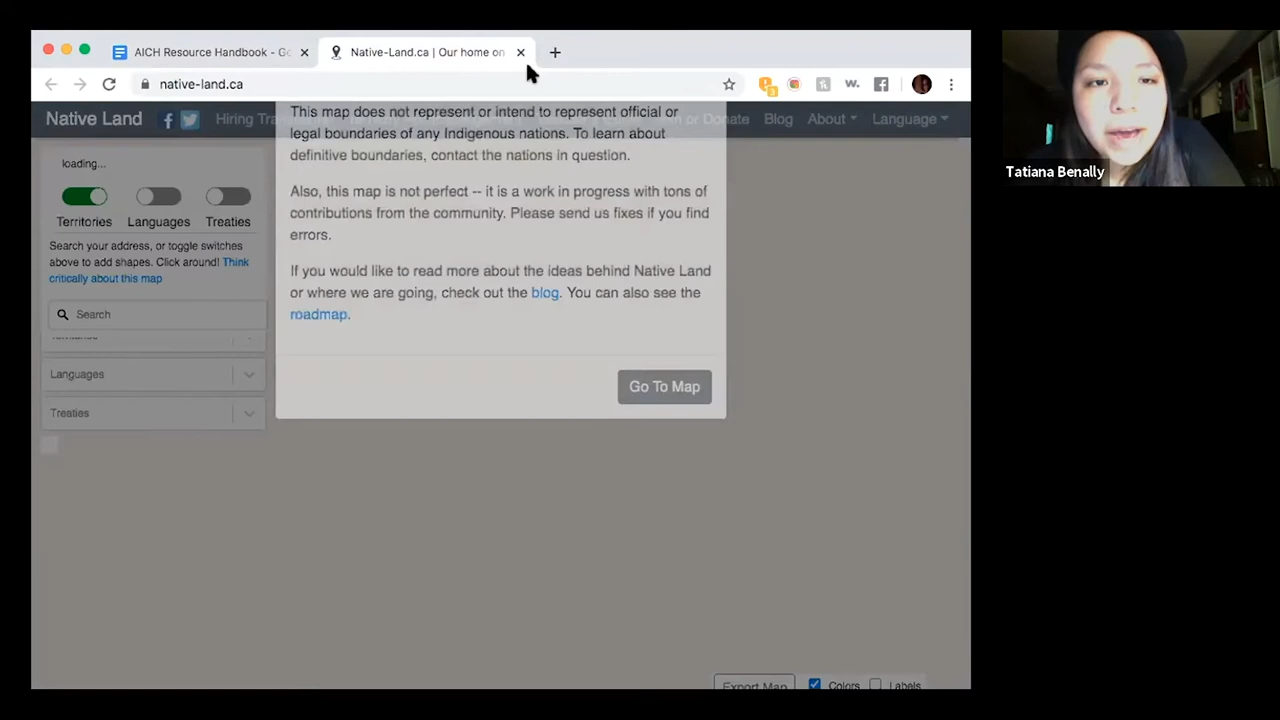 AICH Resource Handbook - Go
Native-Land.ca | Our home on
native-land.ca
Native Land
Hiring Tra
n or Donate
Blog
About
Language
This map does not represent or intend to represent official or
legal boundaries of any Indigenous nations. To learn about
definitive boundaries, contact the nations in question.
Also, this map is not perfect -- it is a work in progress with tons of
contributions from the community. Please send us fixes if you find
errors.
If you would like to read more about the ideas behind Native Land
or where we are going, check out the blog. You can also see the
roadmap.
Go To Map
loading...
Territories Languages Treaties
Search your address, or toggle switches
above to add shapes. Click around! Think
critically about this map
Search
Languages
Treaties
Export Map
Colors
Labels
Tatiana Benally